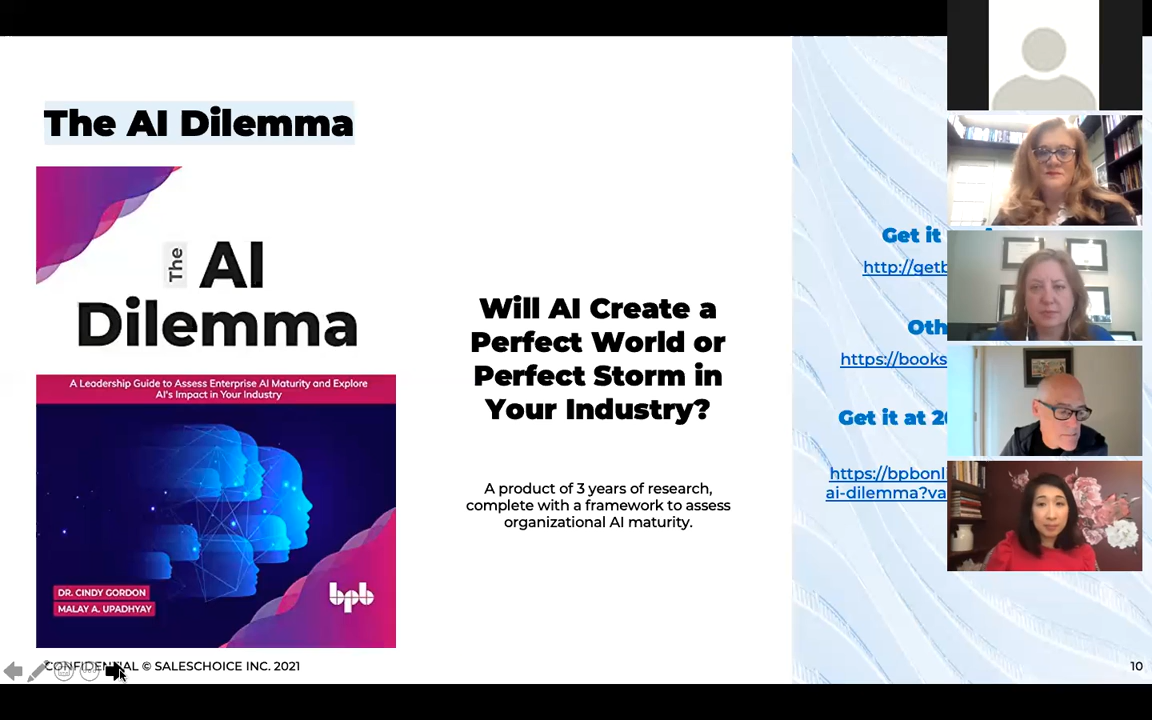 The AI Dilemma
The AI
Dilemma
A Leadership Guide to Assess Enterprise AI Maturity and Explore
AI's Impact in Your Industry
DR. CINDY GORDON
MALAY A. UPADHYAY
bpb
Will AI Create a
Perfect World or
Perfect Storm in
Your Industry?
A product of 3 years of research,
complete with a framework to assess
organizational AI maturity.
Get it
http://getb
Oth
https://books
Get it at 20
https://bpbonli
ai-dilemma?va
CONFIDENTIAL © SALESCHOICE INC. 2021
10